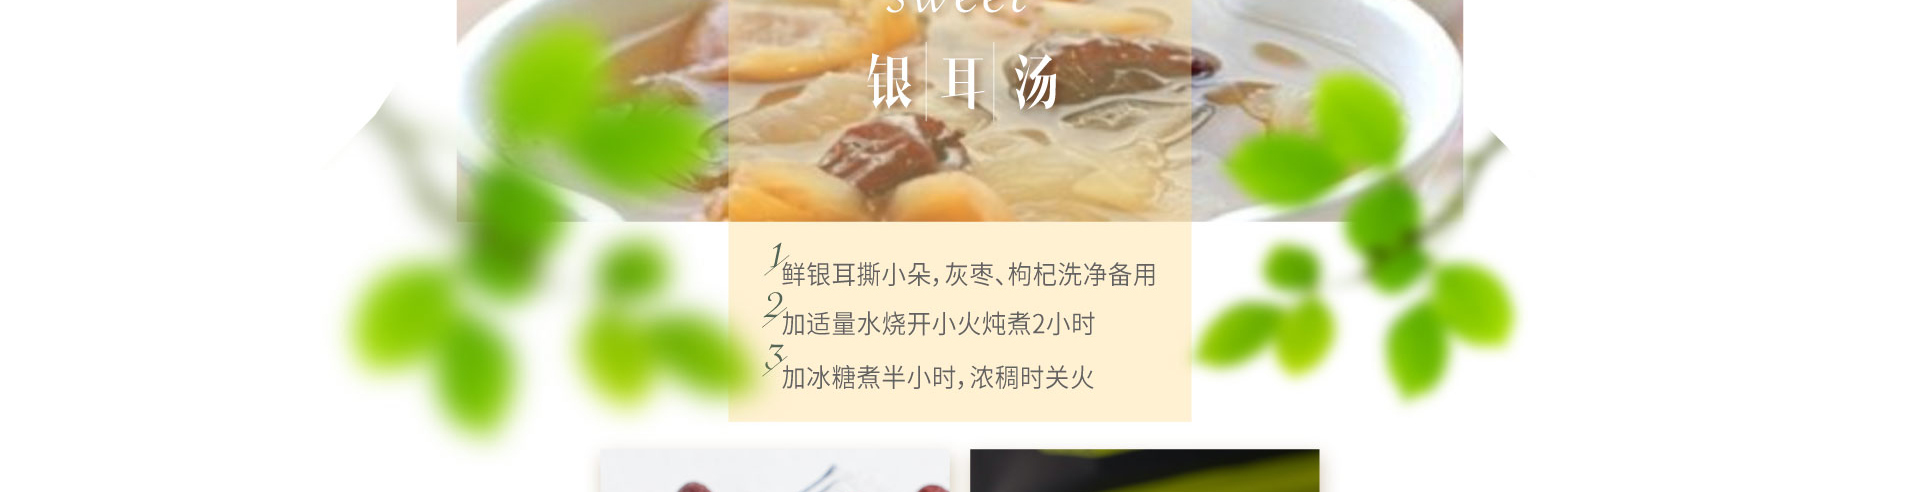 sweet
银耳汤
1 鲜银耳撕小朵，灰枣、枸杞洗净备用
2 加适量水烧开小火炖煮2小时
3 加冰糖煮半小时，浓稠时关火